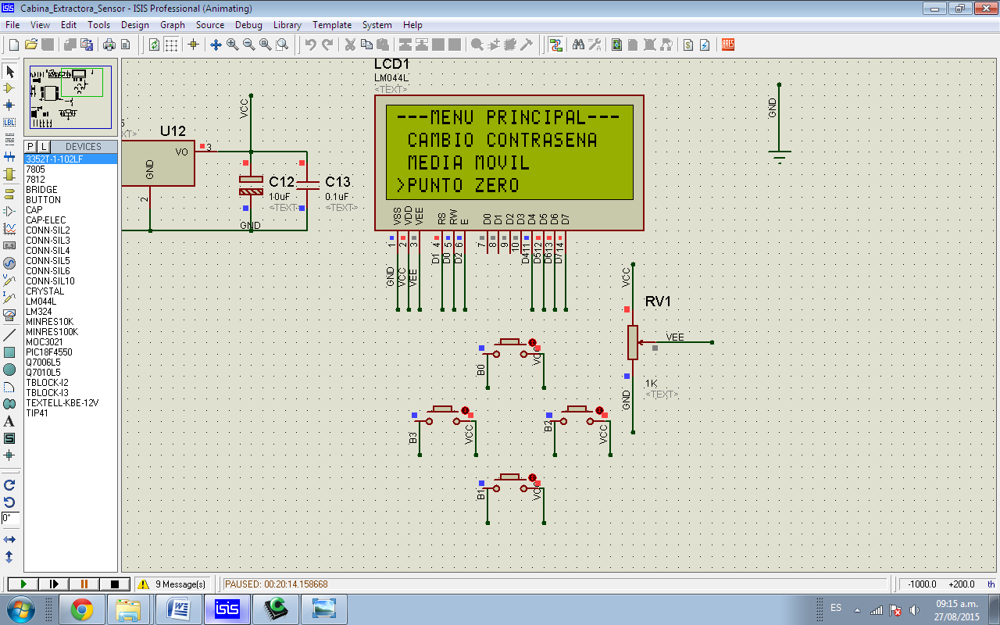 Cabina_Extractora_Sensor - ISIS Professional (Animating)
File View Edit Tools Design Graph Source Debug Library Template System Help
LBL
ARES
P L DEVICES
3352T-1-102LF
7805
7812
BRIDGE
BUTTON
CAP
CAP-ELEC
CONN-SIL2
CONN-SIL3
CONN-SIL4
CONN-SIL5
CONN-SIL6
CONN-SIL10
CRYSTAL
LM044L
LM324
MINRES10K
MINRES100K
MOC3021
PIC18F4550
Q7006L5
Q7010L5
TBLOCK-I2
TBLOCK-I3
TEXTELL-KBE-12V
TIP41
0°
U12
VO
3
GND
2
VCC
C12
10uF
<TEXT>
C13
0.1uF
<TEXT>
GND
LCD1
LM044L
<TEXT>
---MENU PRINCIPAL---
CAMBIO CONTRASENA
MEDIA MOVIL
>PUNTO ZERO
VSS VDD VEE RS RW E D0 D1 D2 D3 D4 D5 D6 D7
1 2 3 4 5 6 7 8 9 10 11 12 13 14
D1 D0 D2 D4 D5 D6 D7
GND VCC VEE
GND
VCC
RV1
VEE
1K
<TEXT>
GND
B0 VCC
B3 VCC
B2 VCC
B1 VCC
9 Message(s)
PAUSED: 00:20:14.158668
-1000.0 +200.0 th
isis
ES
09:15 a.m.
27/08/2015